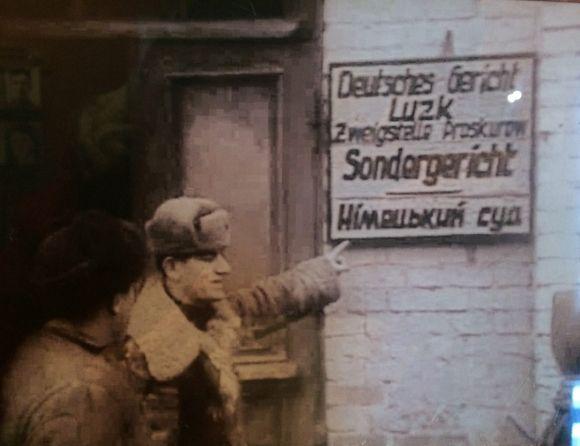 Deutsches Gericht
Luzk
Zweigstelle Proskurow
Sondergericht
Німецький суд